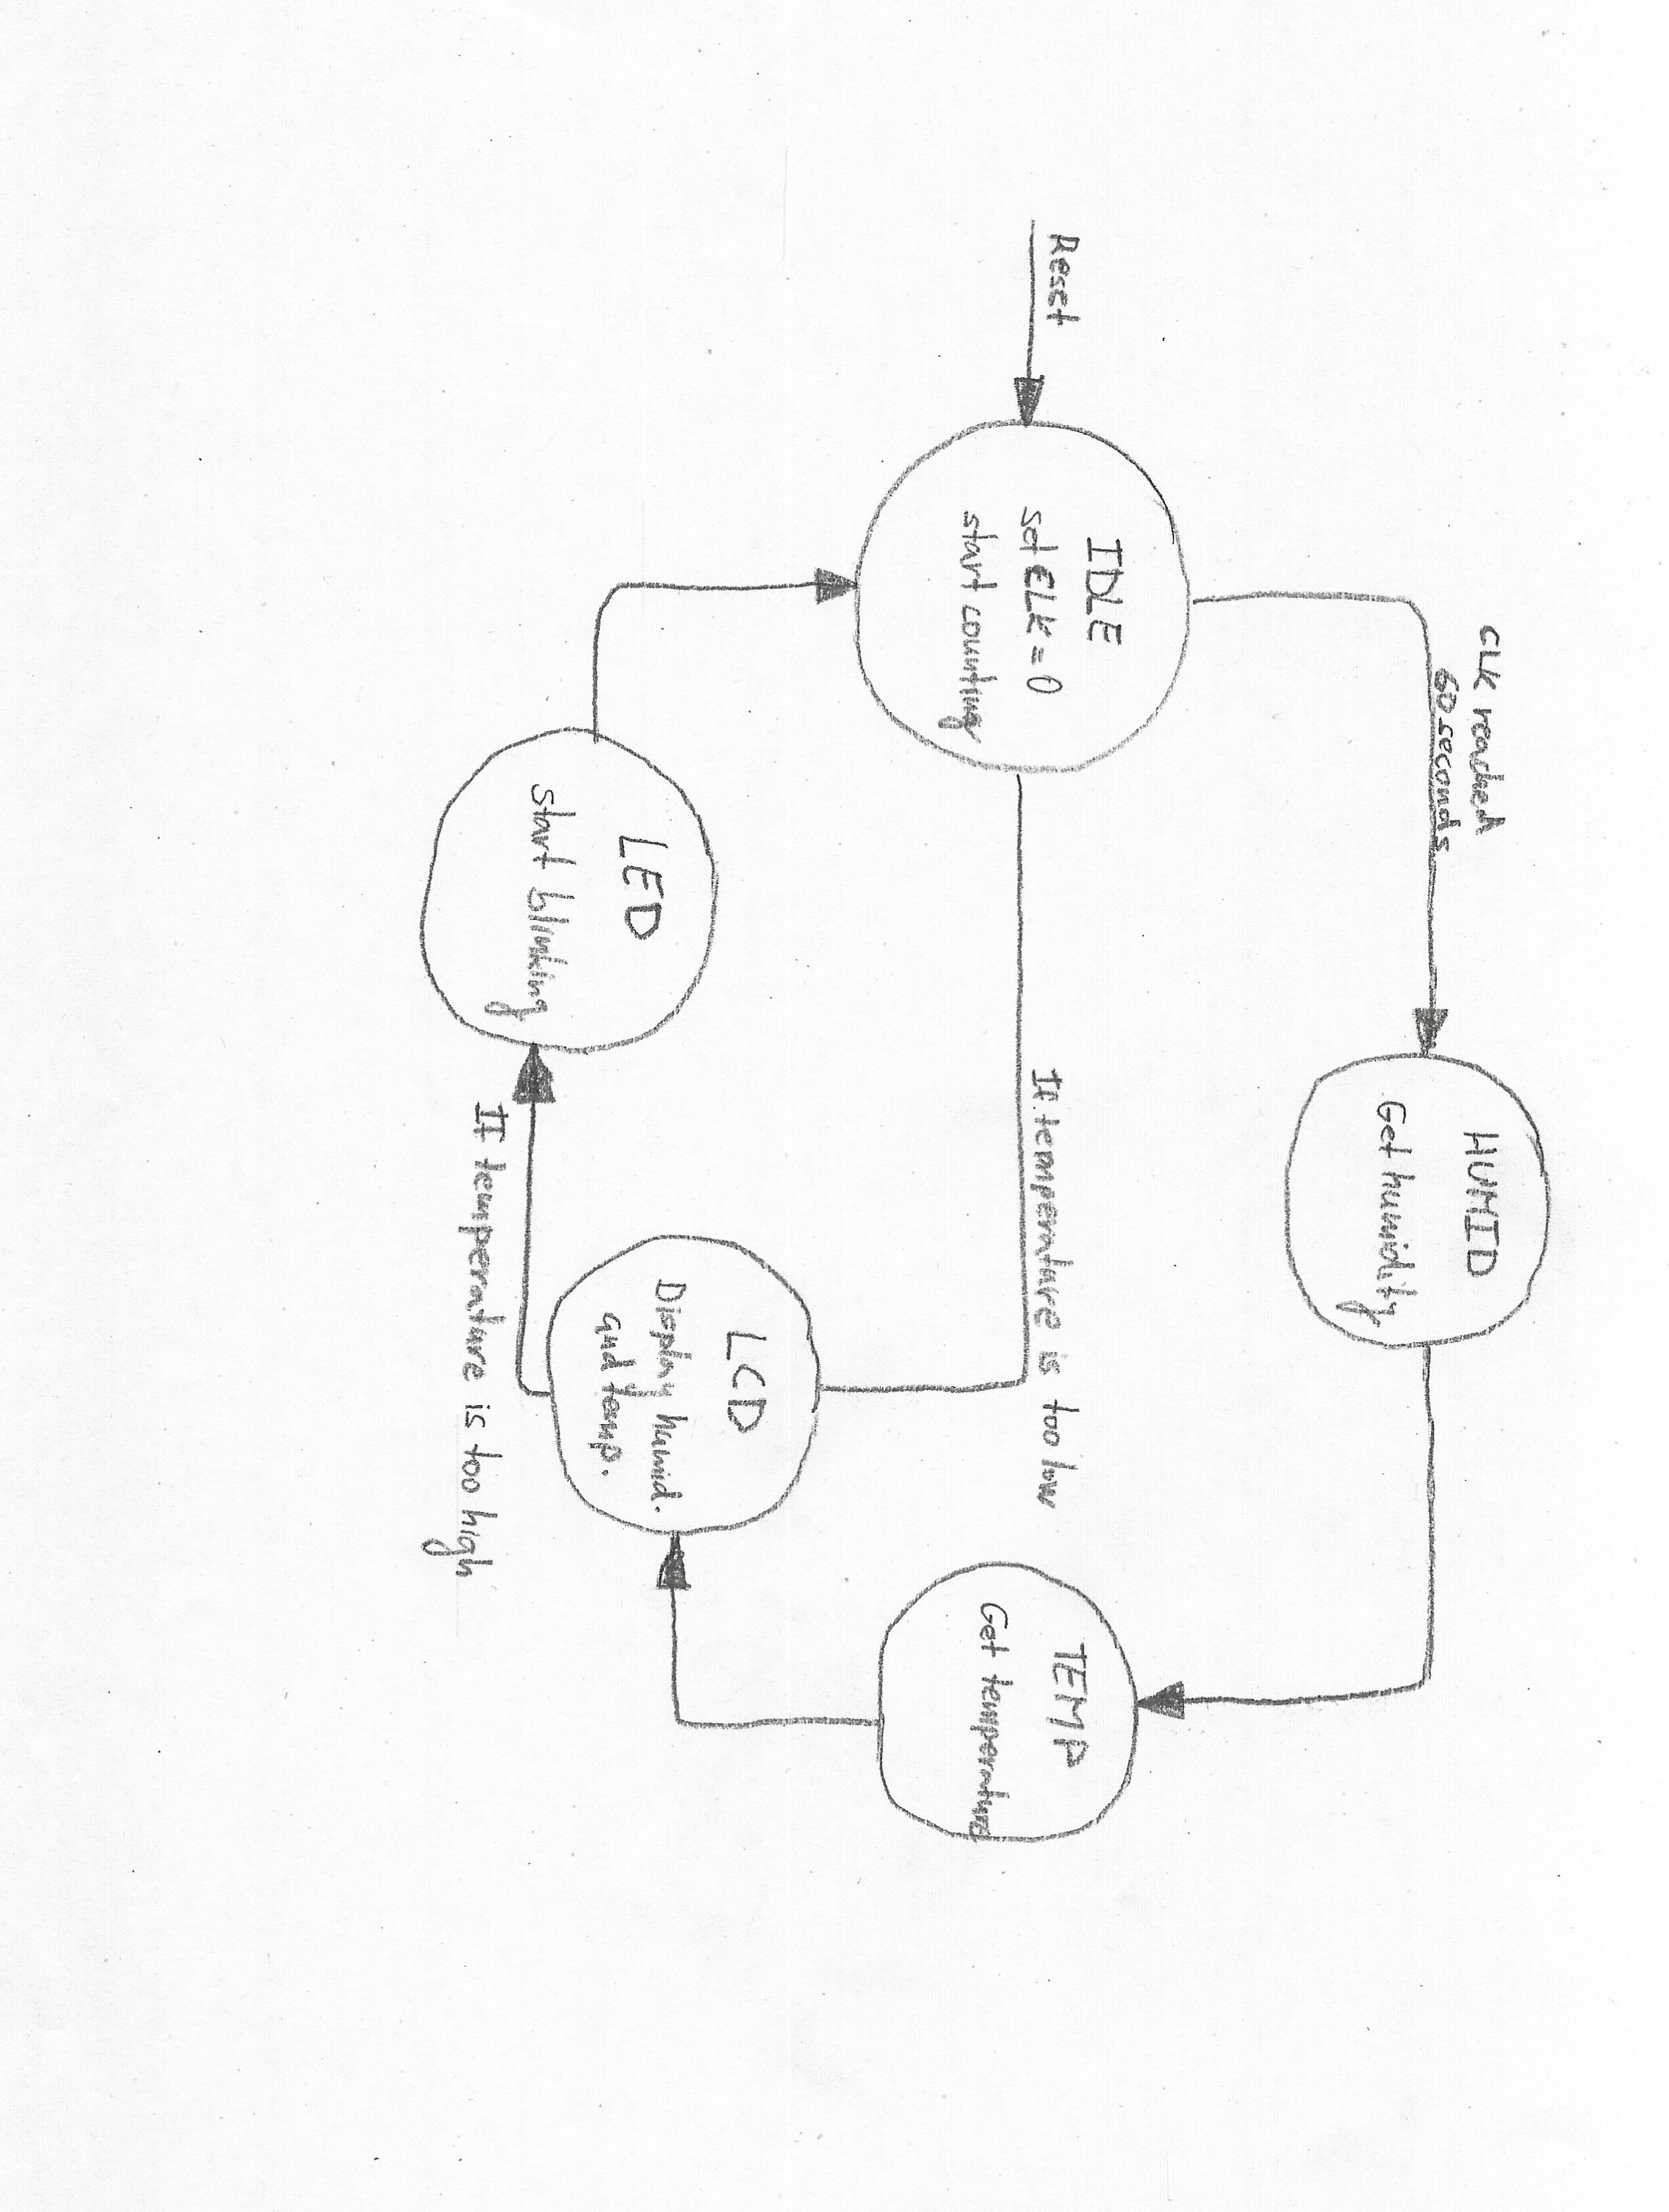 CLK reached
60 seconds
HUMID
Get humidity
Reset
IDLE
set CLK = 0
start counting
If temperature is too low
TEMP
Get temperature
LCD
Display humid.
and temp.
LED
start blinking
If temperature is too high